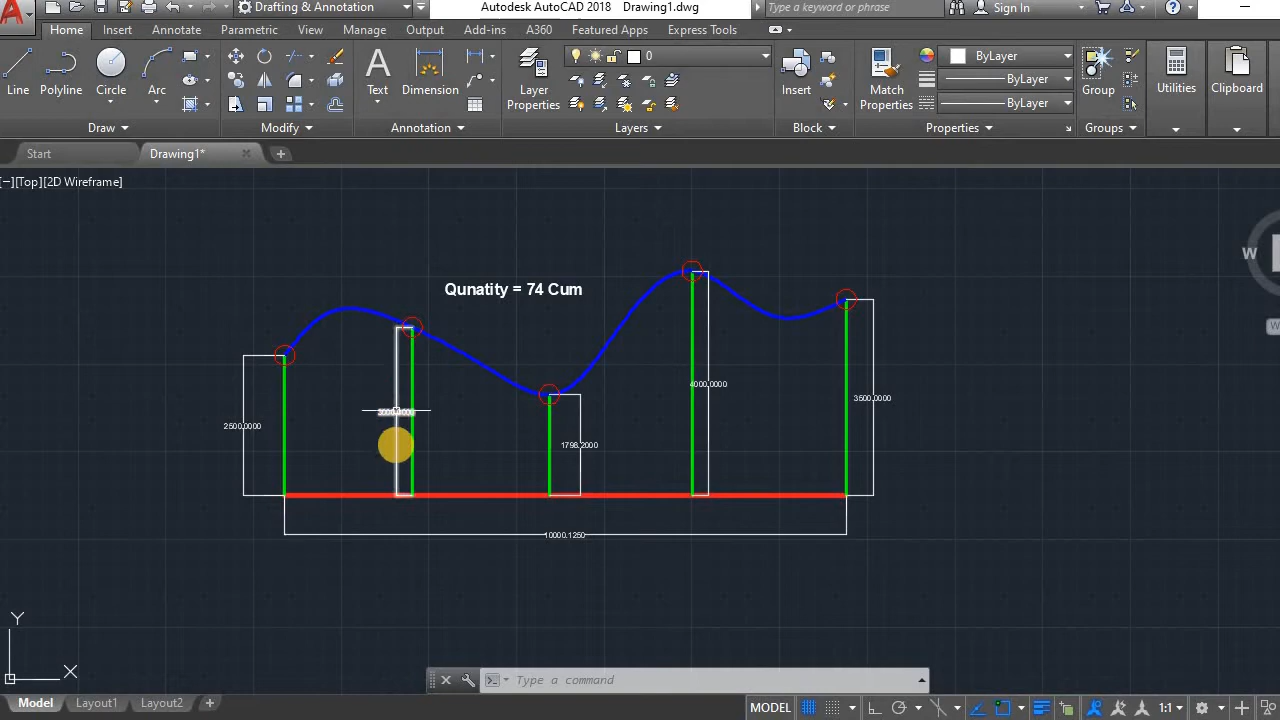 Drafting & Annotation
Autodesk AutoCAD 2018 Drawing1.dwg
Type a keyword or phrase
Sign In
Home Insert Annotate Parametric View Manage Output Add-ins A360 Featured Apps Express Tools
0
ByLayer
ByLayer
ByLayer
Line Polyline Circle Arc
Text Dimension
Layer Properties
Insert
Match Properties
Group
Utilities
Clipboard
Draw Modify Annotation Layers Block Properties Groups
Start Drawing1*
[−][Top][2D Wireframe]
W
Qunatity = 74 Cum
4000.0000
3500.0000
2500.0000
1798.2000
10000.1250
Y
X
Type a command
Model Layout1 Layout2
MODEL
1:1